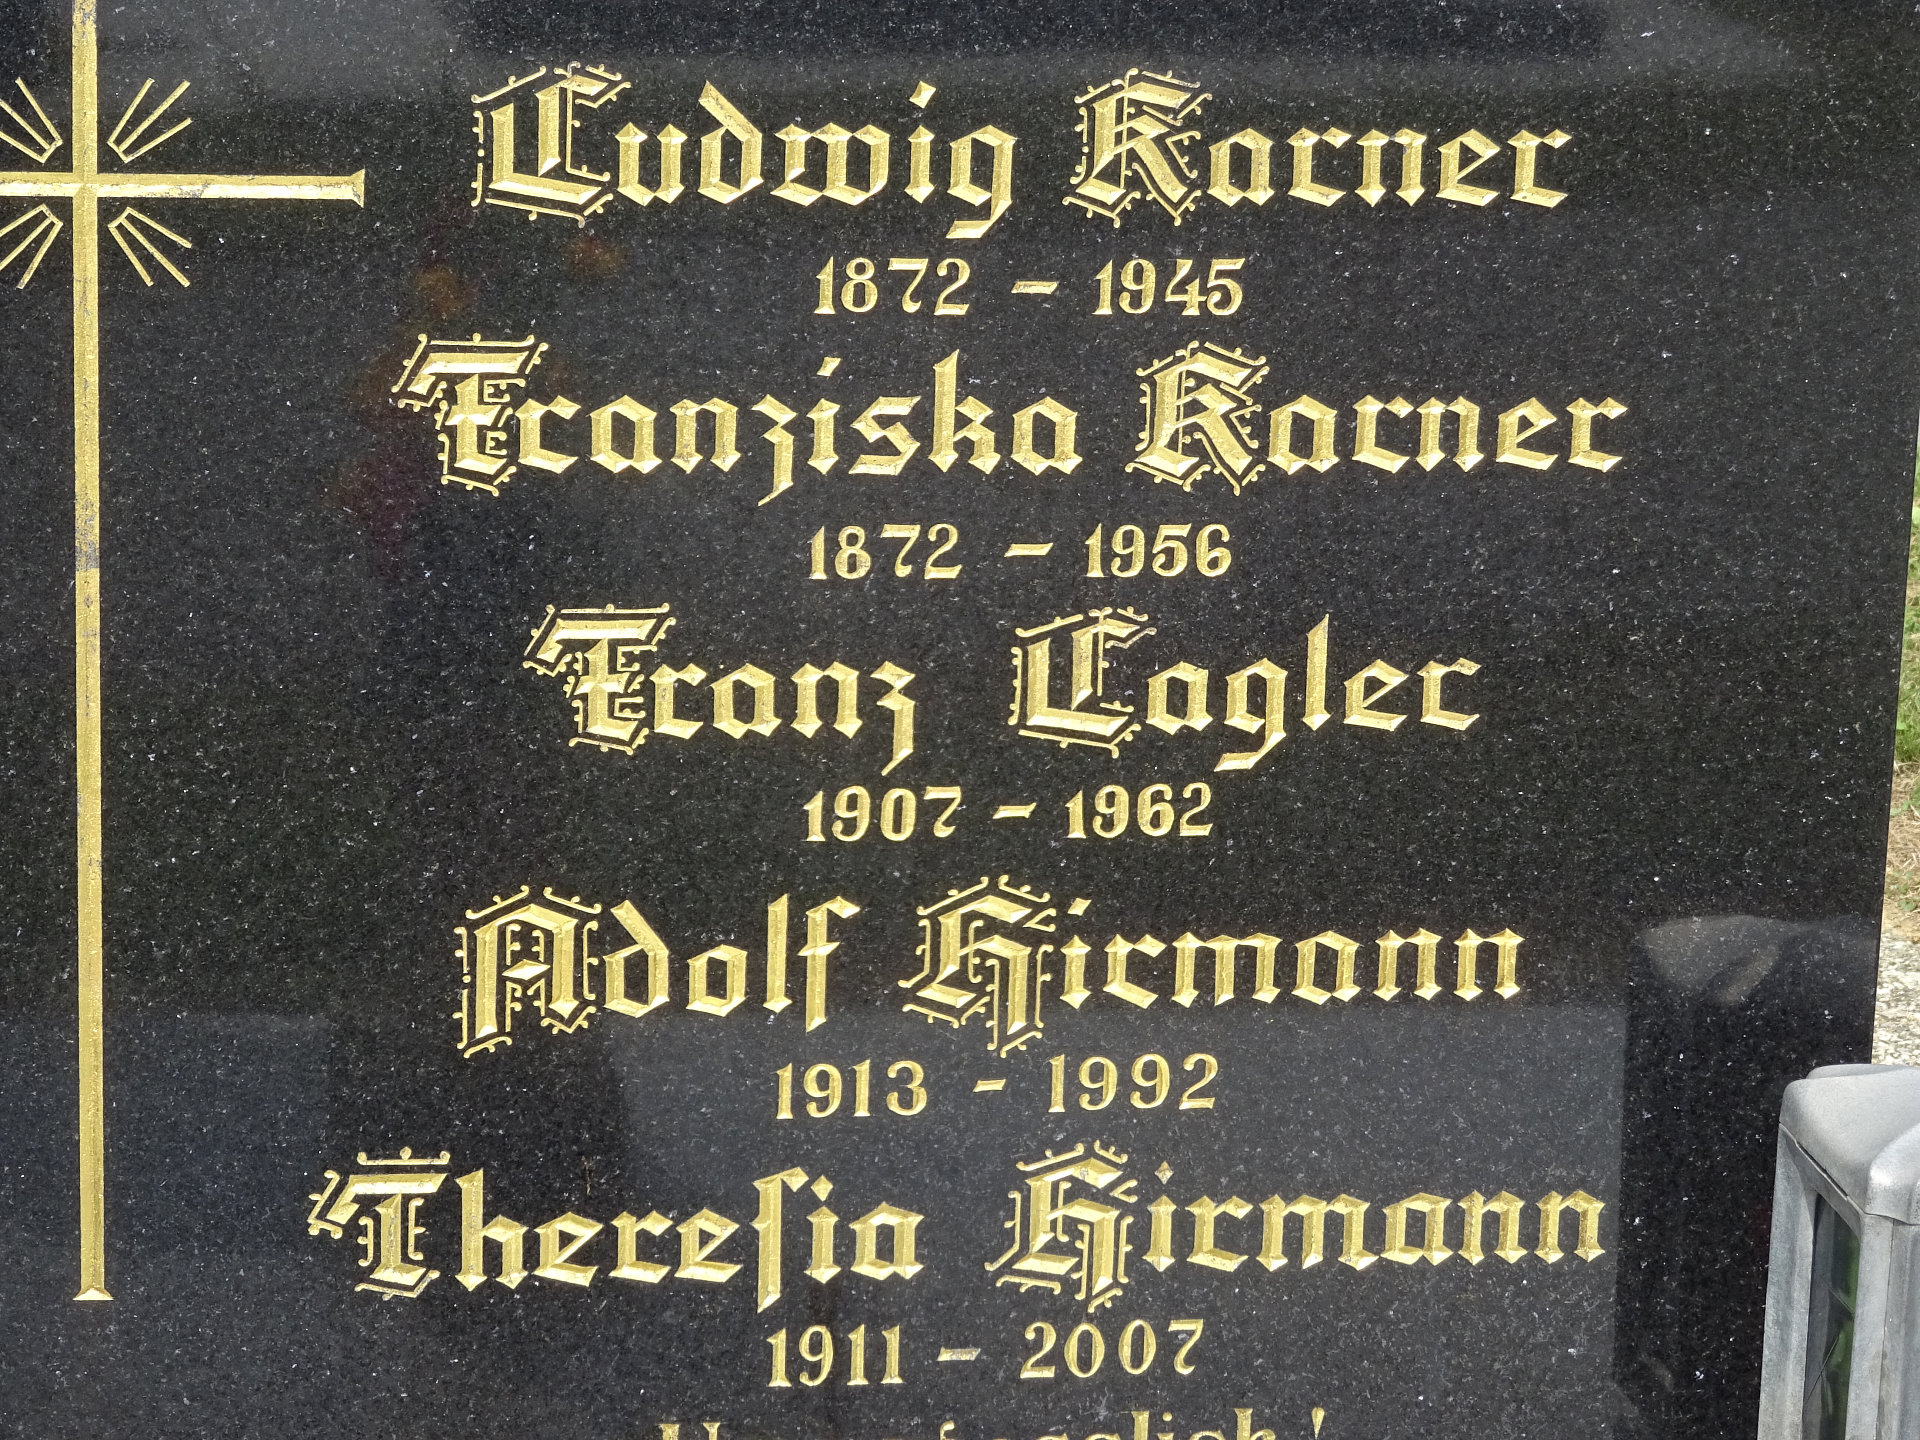 Ludwig Karner
1872 - 1945
Franziska Karner
1872 - 1956
Franz Lagler
1907 - 1962
Adolf Hirmann
1913 - 1992
Thereſia Hirmann
1911 - 2007
Unvergeßlich!